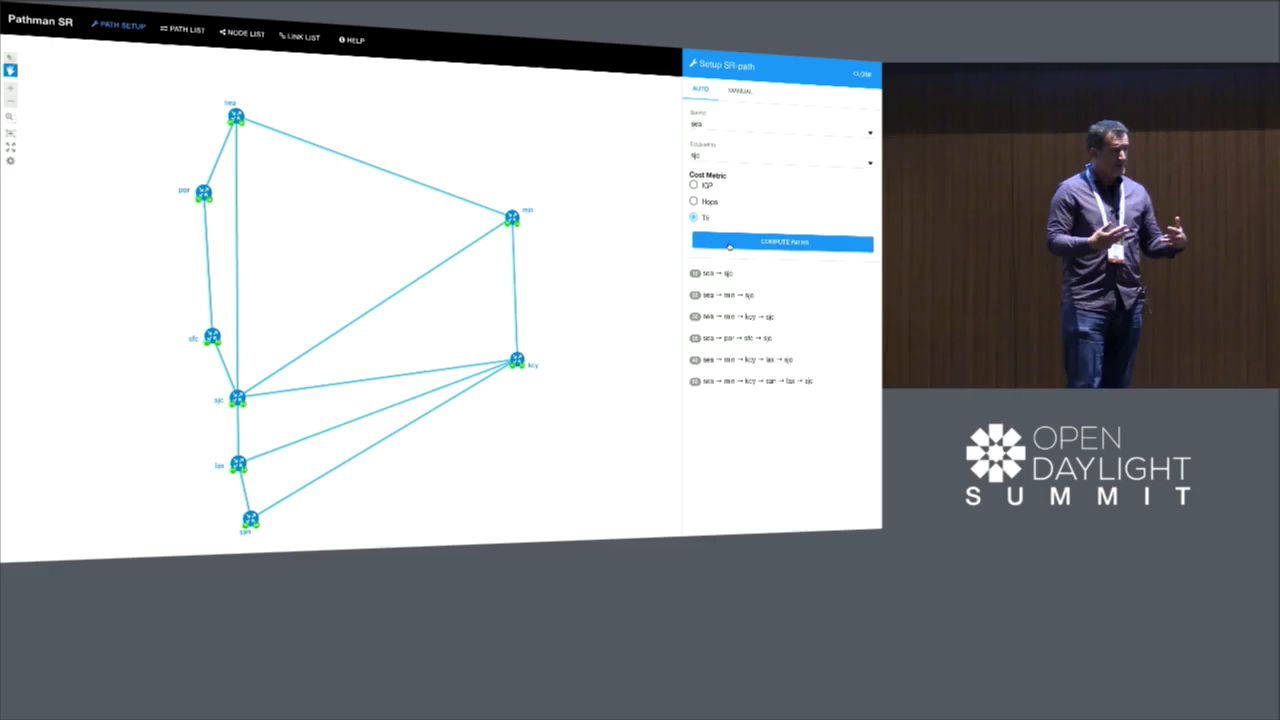 Pathman SR
PATH SETUP
PATH LIST
NODE LIST
LINK LIST
HELP
Setup SR-path
CLOSE
AUTO
MANUAL
sea
sjc
Cost Metric
IGP
Hops
TE
COMPUTE PATHS
sea → sjc
sea → min → sjc
sea → min → kcy → sjc
sea → por → sfc → sjc
sea → min → kcy → lax → sjc
sea → min → kcy → san → lax → sjc
sea
por
min
sfc
kcy
sjc
lax
san
OPEN
DAYLIGHT
SUMMIT